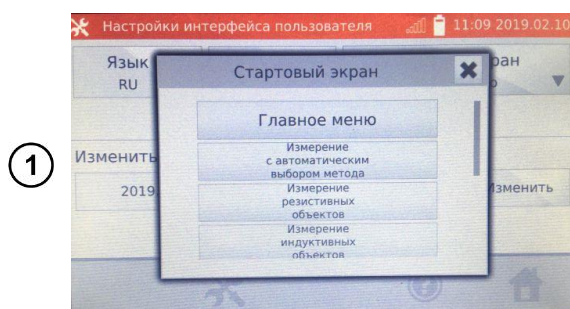 Настройки интерфейса пользователя 11:09 2019.02.10
Язык
RU
Стартовый экран
Главное меню
Измерение
с автоматическим
выбором метода
Измерение
резистивных
объектов
Измерение
индуктивных
объектов
1
Изменить
2019
Изменить